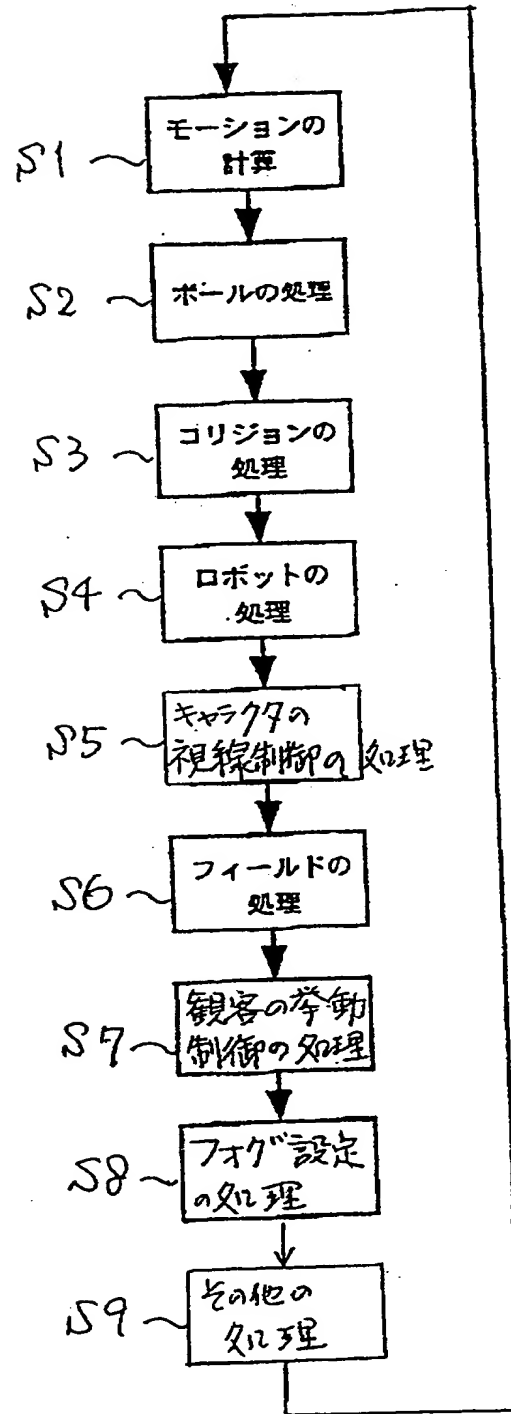 S1
モーションの
計算
S2
ボールの処理
S3
コリジョンの
処理
S4
ロボットの
処理
S5
キャラクタの
視線制御の処理
S6
フィールドの
処理
S7
観客の挙動
制御の処理
S8
フォグ設定
の処理
S9
その他の
処理